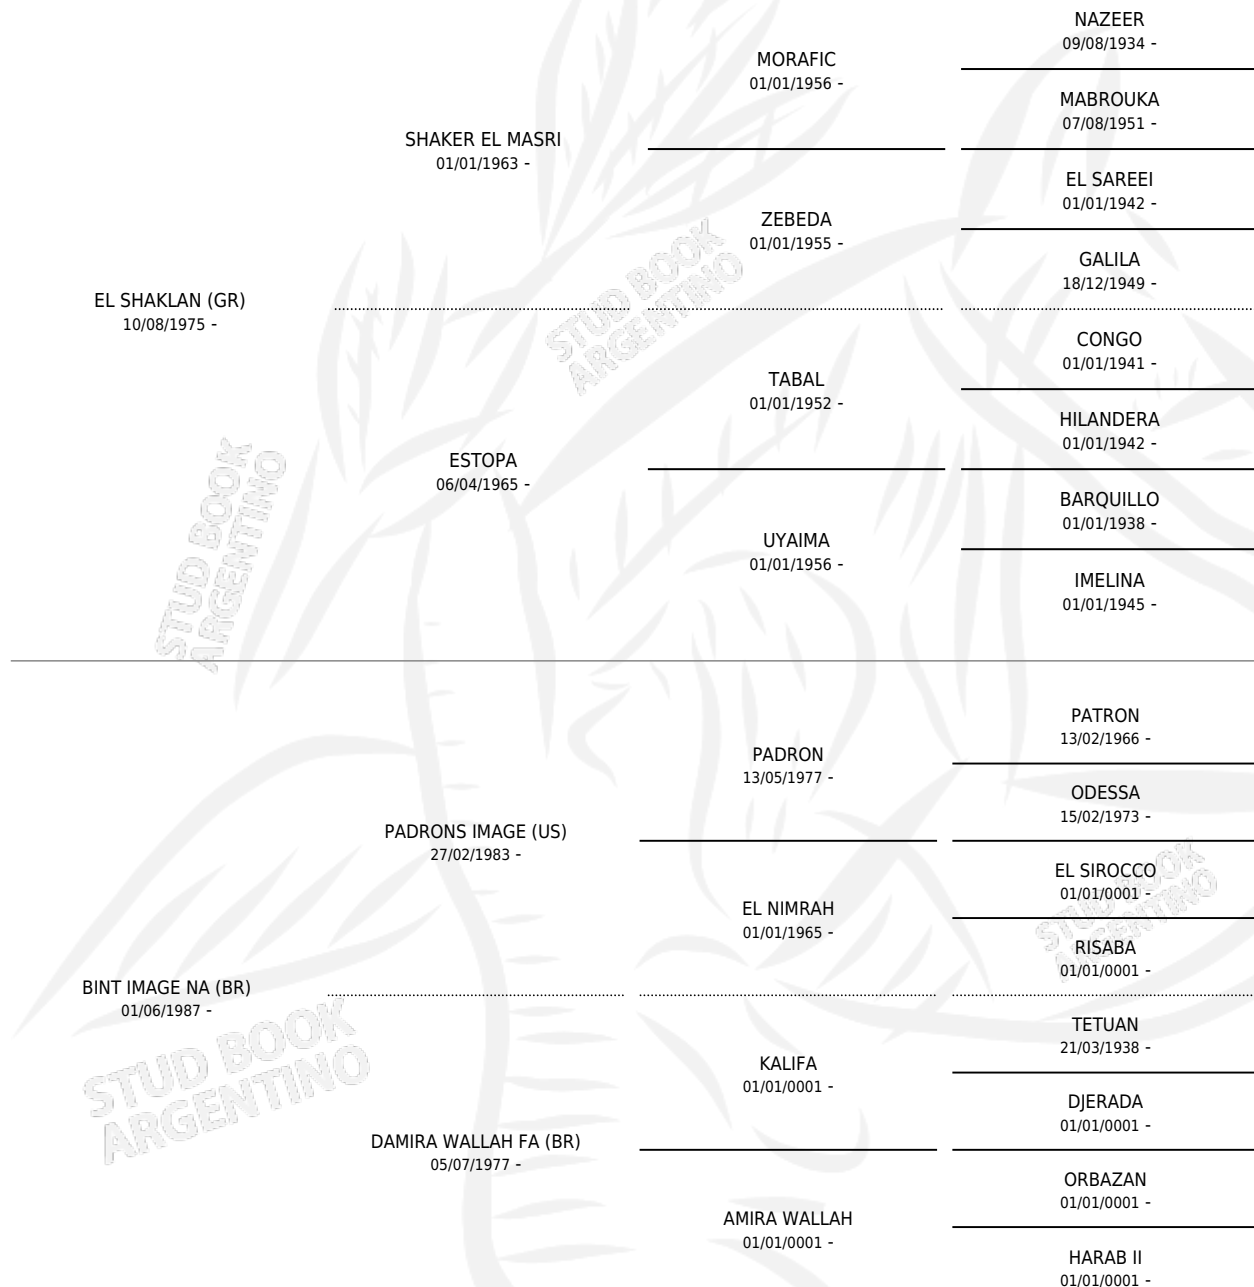 NAZEER
09/08/1934 -
MORAFIC
01/01/1956 -
MABROUKA
07/08/1951 -
SHAKER EL MASRI
01/01/1963 -
EL SAREEI
01/01/1942 -
ZEBEDA
01/01/1955 -
GALILA
18/12/1949 -
EL SHAKLAN (GR)
10/08/1975 -
CONGO
01/01/1941 -
TABAL
01/01/1952 -
HILANDERA
01/01/1942 -
ESTOPA
06/04/1965 -
BARQUILLO
01/01/1938 -
UYAIMA
01/01/1956 -
IMELINA
01/01/1945 -
PATRON
13/02/1966 -
PADRON
13/05/1977 -
ODESSA
15/02/1973 -
PADRONS IMAGE (US)
27/02/1983 -
EL SIROCCO
01/01/0001 -
EL NIMRAH
01/01/1965 -
RISABA
01/01/0001 -
BINT IMAGE NA (BR)
01/06/1987 -
TETUAN
21/03/1938 -
KALIFA
01/01/0001 -
DJERADA
01/01/0001 -
DAMIRA WALLAH FA (BR)
05/07/1977 -
ORBAZAN
01/01/0001 -
AMIRA WALLAH
01/01/0001 -
HARAB II
01/01/0001 -
STUD BOOK
ARGENTINO
STUD BOOK
ARGENTINO
STUD BOOK
ARGENTINO
STUD BOOK
ARGENTINO